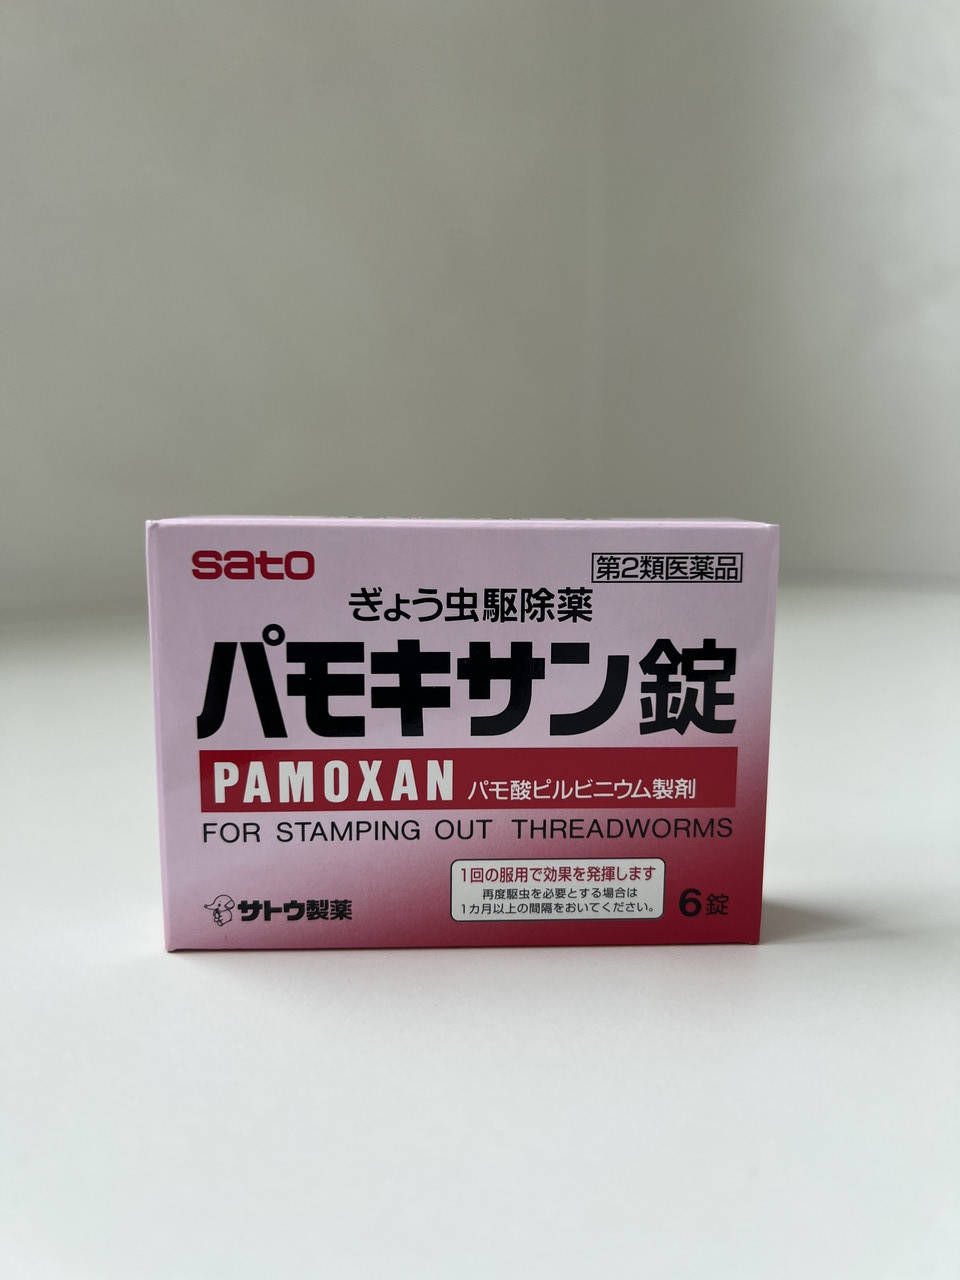 sato
第2類医薬品
ぎょう虫駆除薬
パモキサン錠
PAMOXAN パモ酸ピルビニウム製剤
FOR STAMPING OUT THREADWORMS
1回の服用で効果を発揮します
再度駆虫を必要とする場合は
1カ月以上の間隔をおいてください。
サトウ製薬
6錠